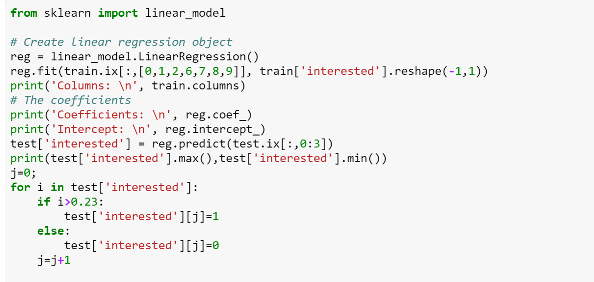 from sklearn import linear_model
# Create linear regression object
reg = linear_model.LinearRegression()
reg.fit(train.ix[:,[0,1,2,6,7,8,9]], train['interested'].reshape(-1,1))
print('Columns: \n', train.columns)
# The coefficients
print('Coefficients: \n', reg.coef_)
print('Intercept: \n', reg.intercept_)
test['interested'] = reg.predict(test.ix[:,0:3])
print(test['interested'].max(),test['interested'].min())
j=0;
for i in test['interested']:
    if i>0.23:
        test['interested'][j]=1
    else:
        test['interested'][j]=0
    j=j+1